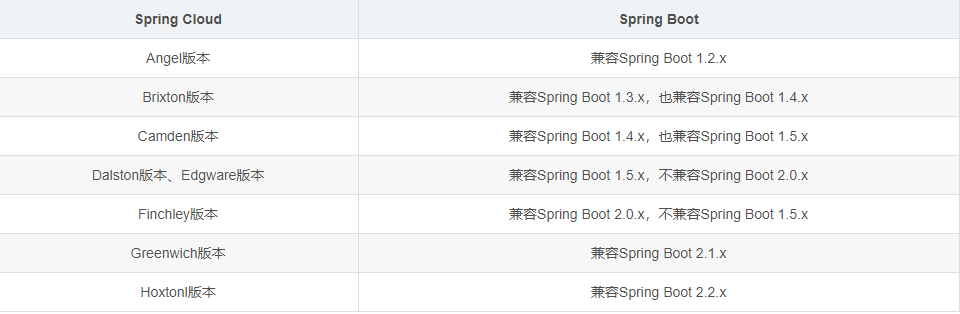 Spring Cloud Spring Boot
Angel版本 兼容Spring Boot 1.2.x
Brixton版本 兼容Spring Boot 1.3.x，也兼容Spring Boot 1.4.x
Camden版本 兼容Spring Boot 1.4.x，也兼容Spring Boot 1.5.x
Dalston版本、Edgware版本 兼容Spring Boot 1.5.x，不兼容Spring Boot 2.0.x
Finchley版本 兼容Spring Boot 2.0.x，不兼容Spring Boot 1.5.x
Greenwich版本 兼容Spring Boot 2.1.x
Hoxtonl版本 兼容Spring Boot 2.2.x